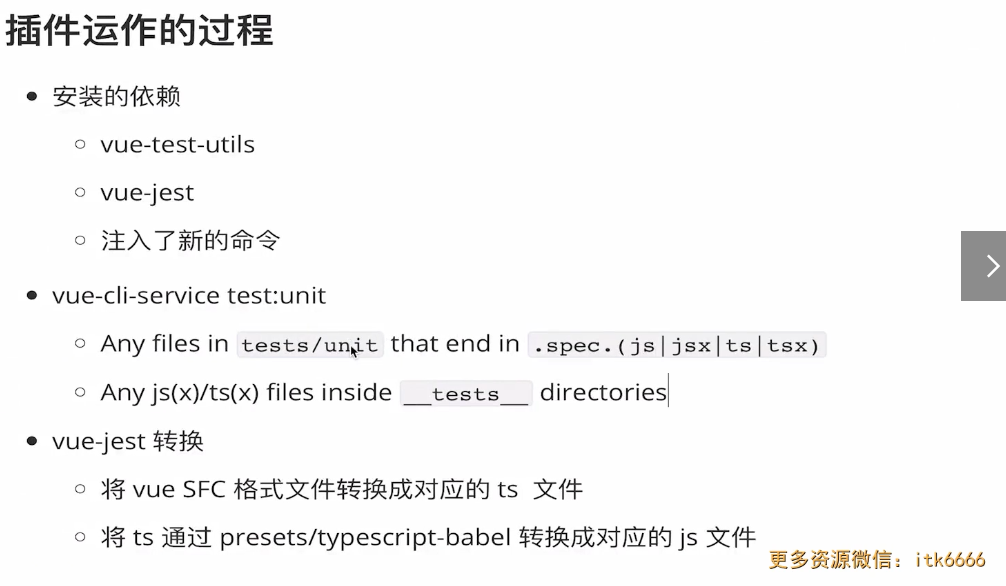 插件运作的过程
安装的依赖
vue-test-utils
vue-jest
注入了新的命令
vue-cli-service test:unit
Any files in tests/unit that end in .spec.(js|jsx|ts|tsx)
Any js(x)/ts(x) files inside __tests__ directories
vue-jest 转换
将 vue SFC 格式文件转换成对应的 ts 文件
将 ts 通过 presets/typescript-babel 转换成对应的 js 文件
更多资源微信：itk6666